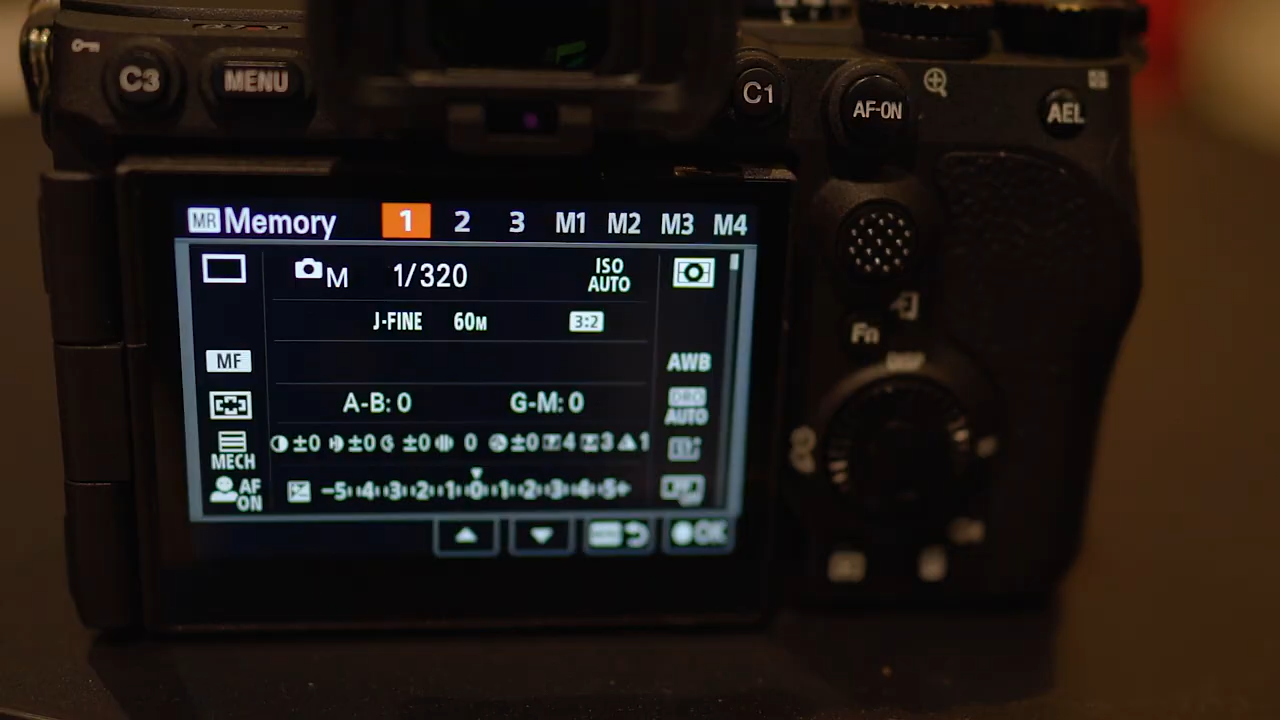 C3 MENU C1 AF-ON AEL
MR Memory 1 2 3 M1 M2 M3 M4
M 1/320 ISO AUTO
J-FINE 60M 3:2
Fn
DISP
MF AWB
A-B: 0 G-M: 0
DRO AUTO
±0 ±0 ±0 0 ±0 4 3 1
MECH
AF ON
-5 4 3 2 1 0 1 2 3 4 5+
MENU OK